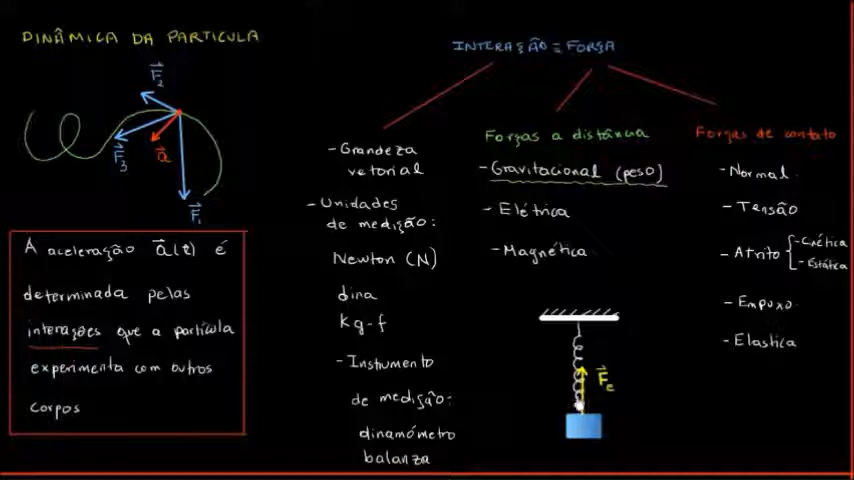 DINÂMICA DA PARTICULA
F₂
F₃
a
F₁
A aceleração a(t) é
determinada pelas
interações que a partícula
experimenta com outros
corpos
INTERAÇÃO = FORÇA
- Grandeza
vetorial
- Unidades
de medição:
Newton (N)
dina
Kg-f
- Instumento
de medição:
dinamómetro
balanza
Forças a distância
- Gravitacional (peso)
- Elétrica
- Magnética
Fe
Forças de contato
- Normal
- Tensão
- Atrito
- Cinética
- Estática
- Empuxo
- Elastica